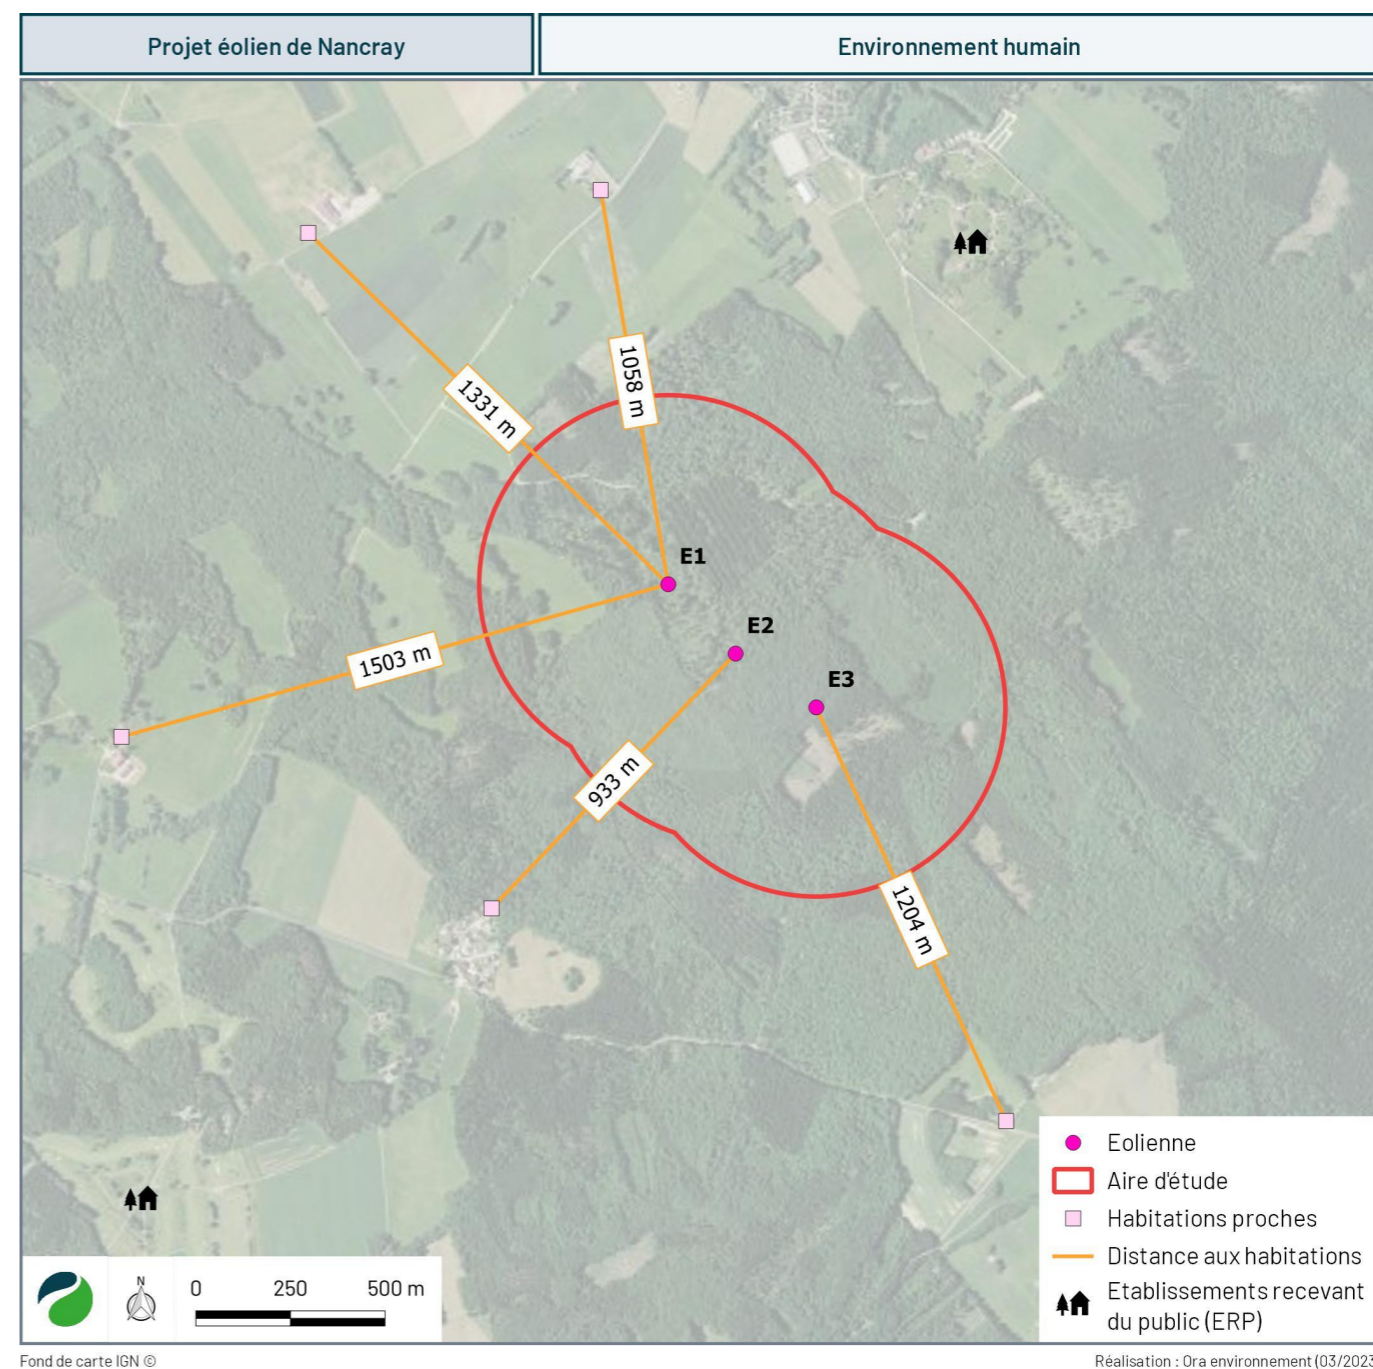 Projet éolien de Nancray
Environnement humain
1331 m
1058 m
E1
E2
E3
1503 m
933 m
1204 m
Eolienne
Aire d'étude
Habitations proches
Distance aux habitations
Etablissements recevant
du public (ERP)
N
0 250 500 m
Fond de carte IGN ©
Réalisation : Ora environnement (03/2023